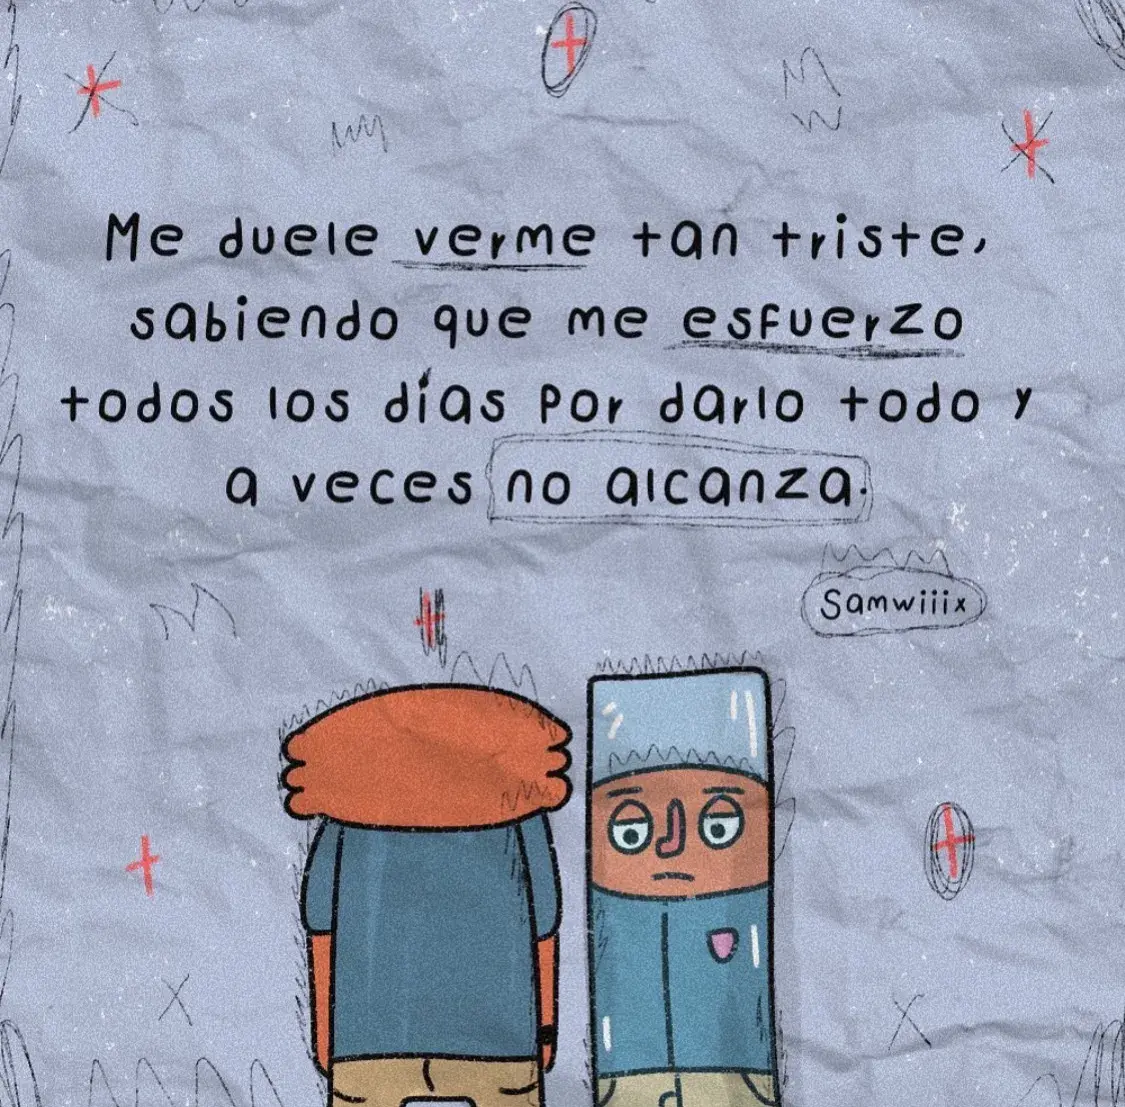 Me duele verme tan triste,
sabiendo que me esfuerzo
todos los días por darlo todo y
a veces no alcanza.
Samwiiix